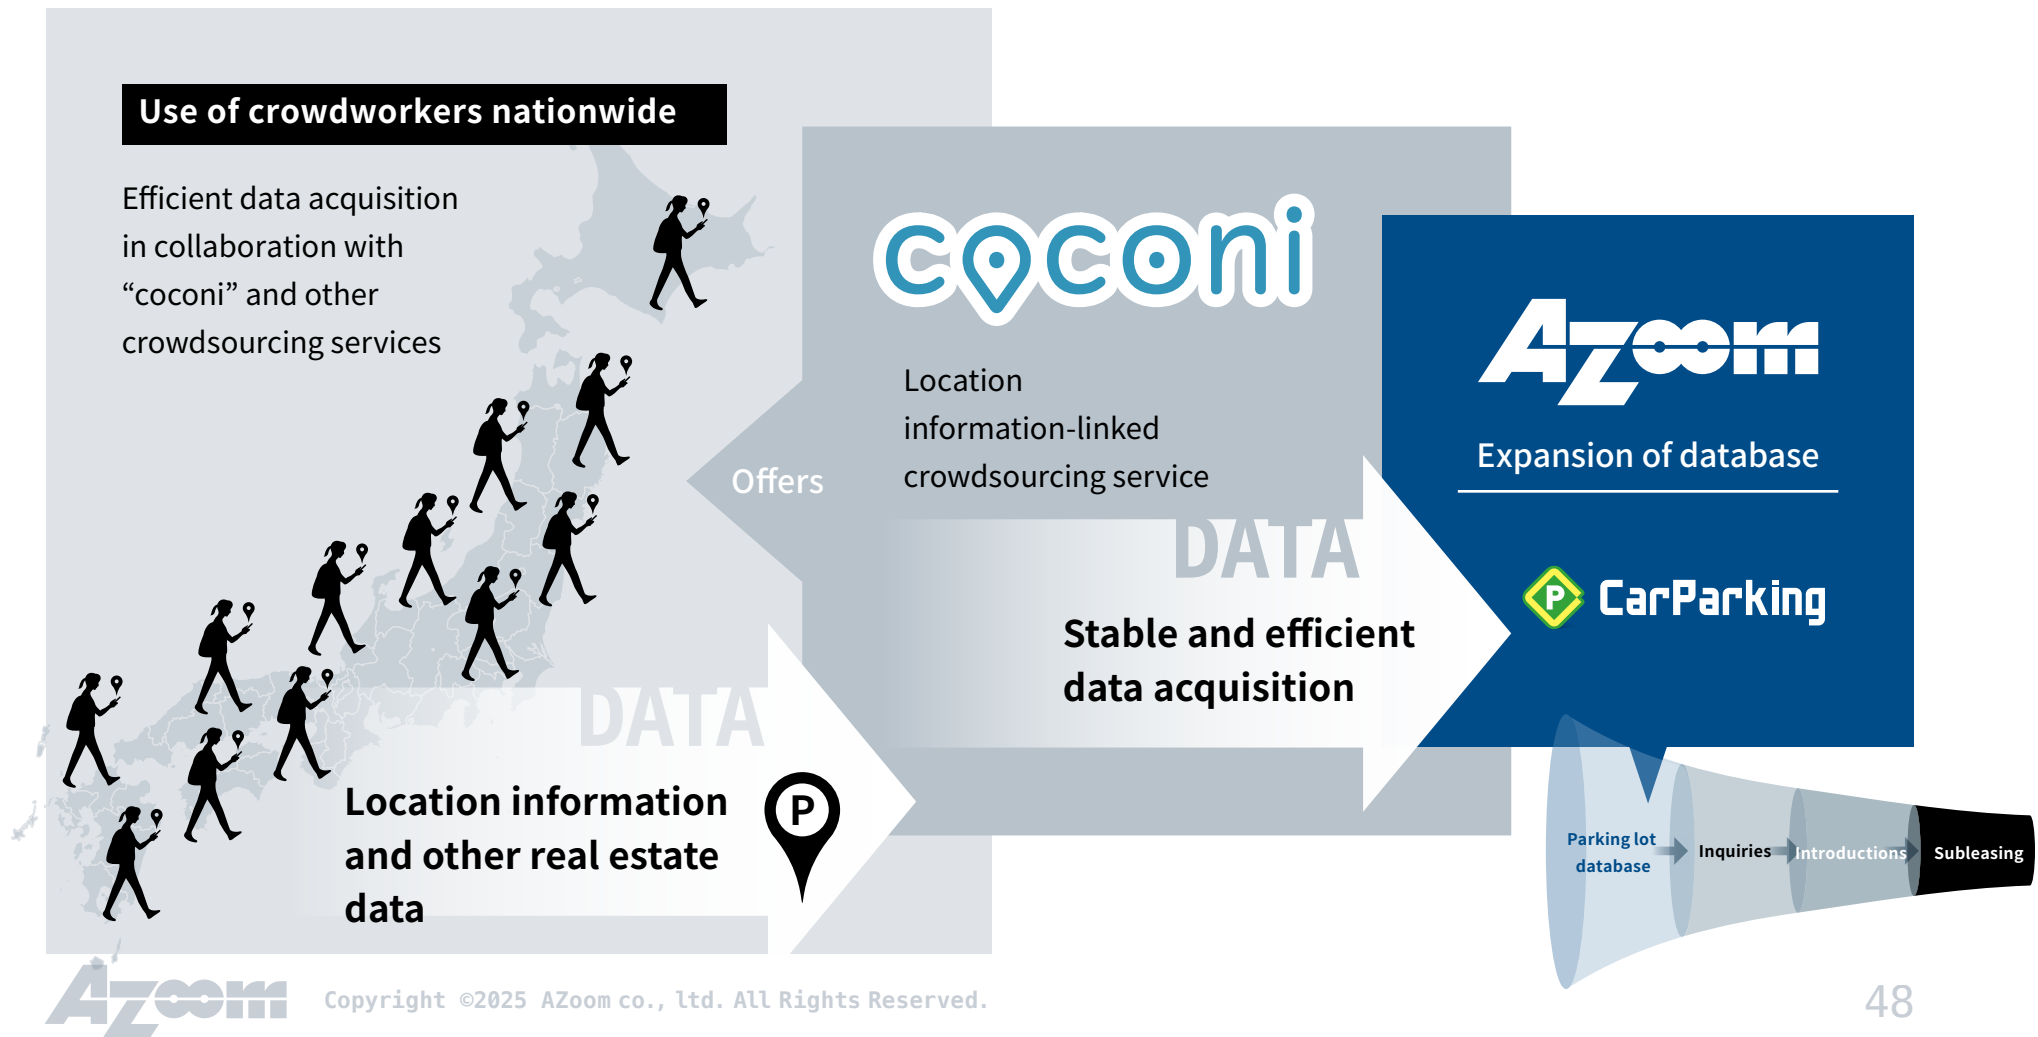 Use of crowdworkers nationwide
Efficient data acquisition
in collaboration with
“coconi” and other
crowdsourcing services
Offers
DATA
Location information
and other real estate
data
P
coconi
Location
information-linked
crowdsourcing service
DATA
Stable and efficient
data acquisition
AZoom
Expansion of database
P CarParking
Parking lot
database
Inquiries
Introductions
Subleasing
AZoom
Copyright ©2025 AZoom co., ltd. All Rights Reserved.
48